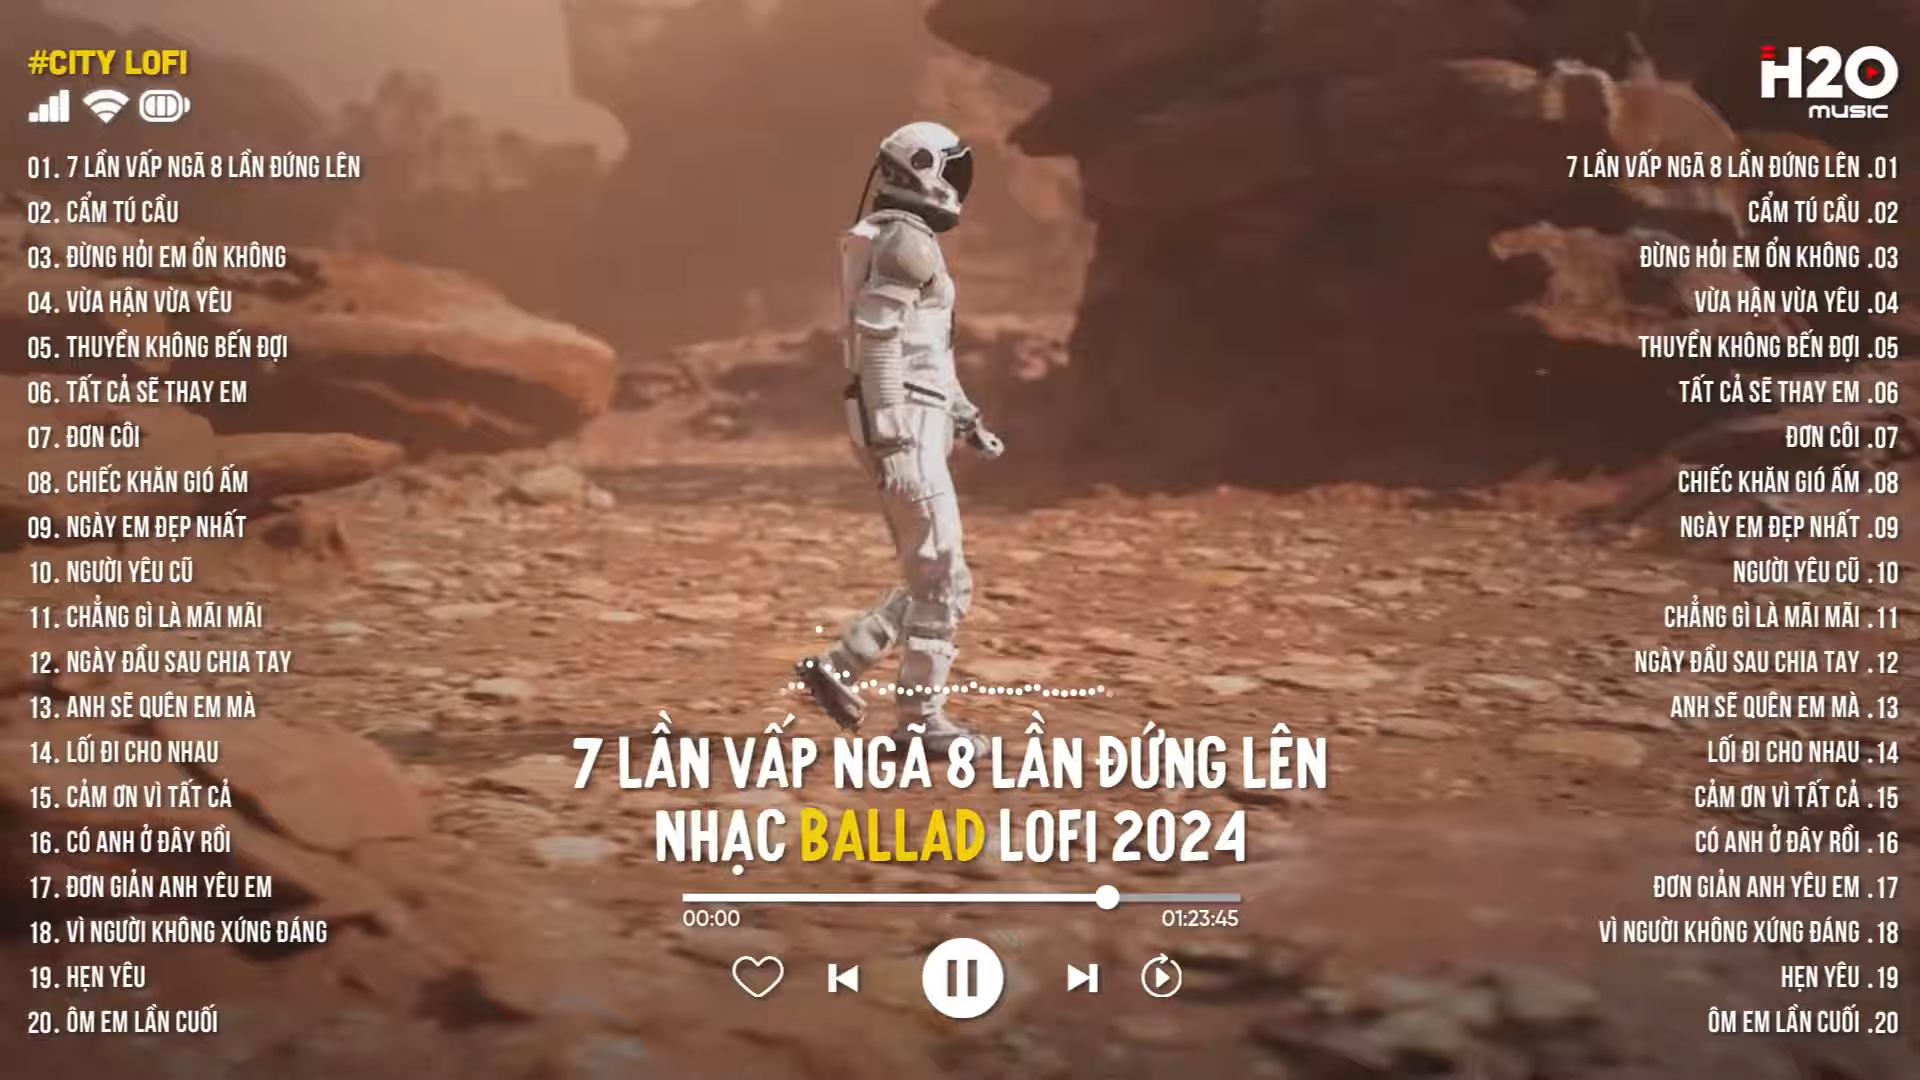 #CITY LOFI
H2O
MUSIC
01. 7 LẦN VẤP NGÃ 8 LẦN ĐỨNG LÊN
02. CẨM TÚ CẦU
03. ĐỪNG HỎI EM ỔN KHÔNG
04. VỪA HẬN VỪA YÊU
05. THUYỀN KHÔNG BẾN ĐỢI
06. TẤT CẢ SẼ THAY EM
07. ĐƠN CÔI
08. CHIẾC KHĂN GIÓ ẤM
09. NGÀY EM ĐẸP NHẤT
10. NGƯỜI YÊU CŨ
11. CHẲNG GÌ LÀ MÃI MÃI
12. NGÀY ĐẦU SAU CHIA TAY
13. ANH SẼ QUÊN EM MÀ
14. LỐI ĐI CHO NHAU
15. CẢM ƠN VÌ TẤT CẢ
16. CÓ ANH Ở ĐÂY RỒI
17. ĐƠN GIẢN ANH YÊU EM
18. VÌ NGƯỜI KHÔNG XỨNG ĐÁNG
19. HẸN YÊU
20. ÔM EM LẦN CUỐI
7 LẦN VẤP NGÃ 8 LẦN ĐỨNG LÊN .01
CẨM TÚ CẦU .02
ĐỪNG HỎI EM ỔN KHÔNG .03
VỪA HẬN VỪA YÊU .04
THUYỀN KHÔNG BẾN ĐỢI .05
TẤT CẢ SẼ THAY EM .06
ĐƠN CÔI .07
CHIẾC KHĂN GIÓ ẤM .08
NGÀY EM ĐẸP NHẤT .09
NGƯỜI YÊU CŨ .10
CHẲNG GÌ LÀ MÃI MÃI .11
NGÀY ĐẦU SAU CHIA TAY .12
ANH SẼ QUÊN EM MÀ .13
LỐI ĐI CHO NHAU .14
CẢM ƠN VÌ TẤT CẢ .15
CÓ ANH Ở ĐÂY RỒI .16
ĐƠN GIẢN ANH YÊU EM .17
VÌ NGƯỜI KHÔNG XỨNG ĐÁNG .18
HẸN YÊU .19
ÔM EM LẦN CUỐI .20
7 LẦN VẤP NGÃ 8 LẦN ĐỨNG LÊN
NHẠC BALLAD LOFI 2024
00:00 01:23:45